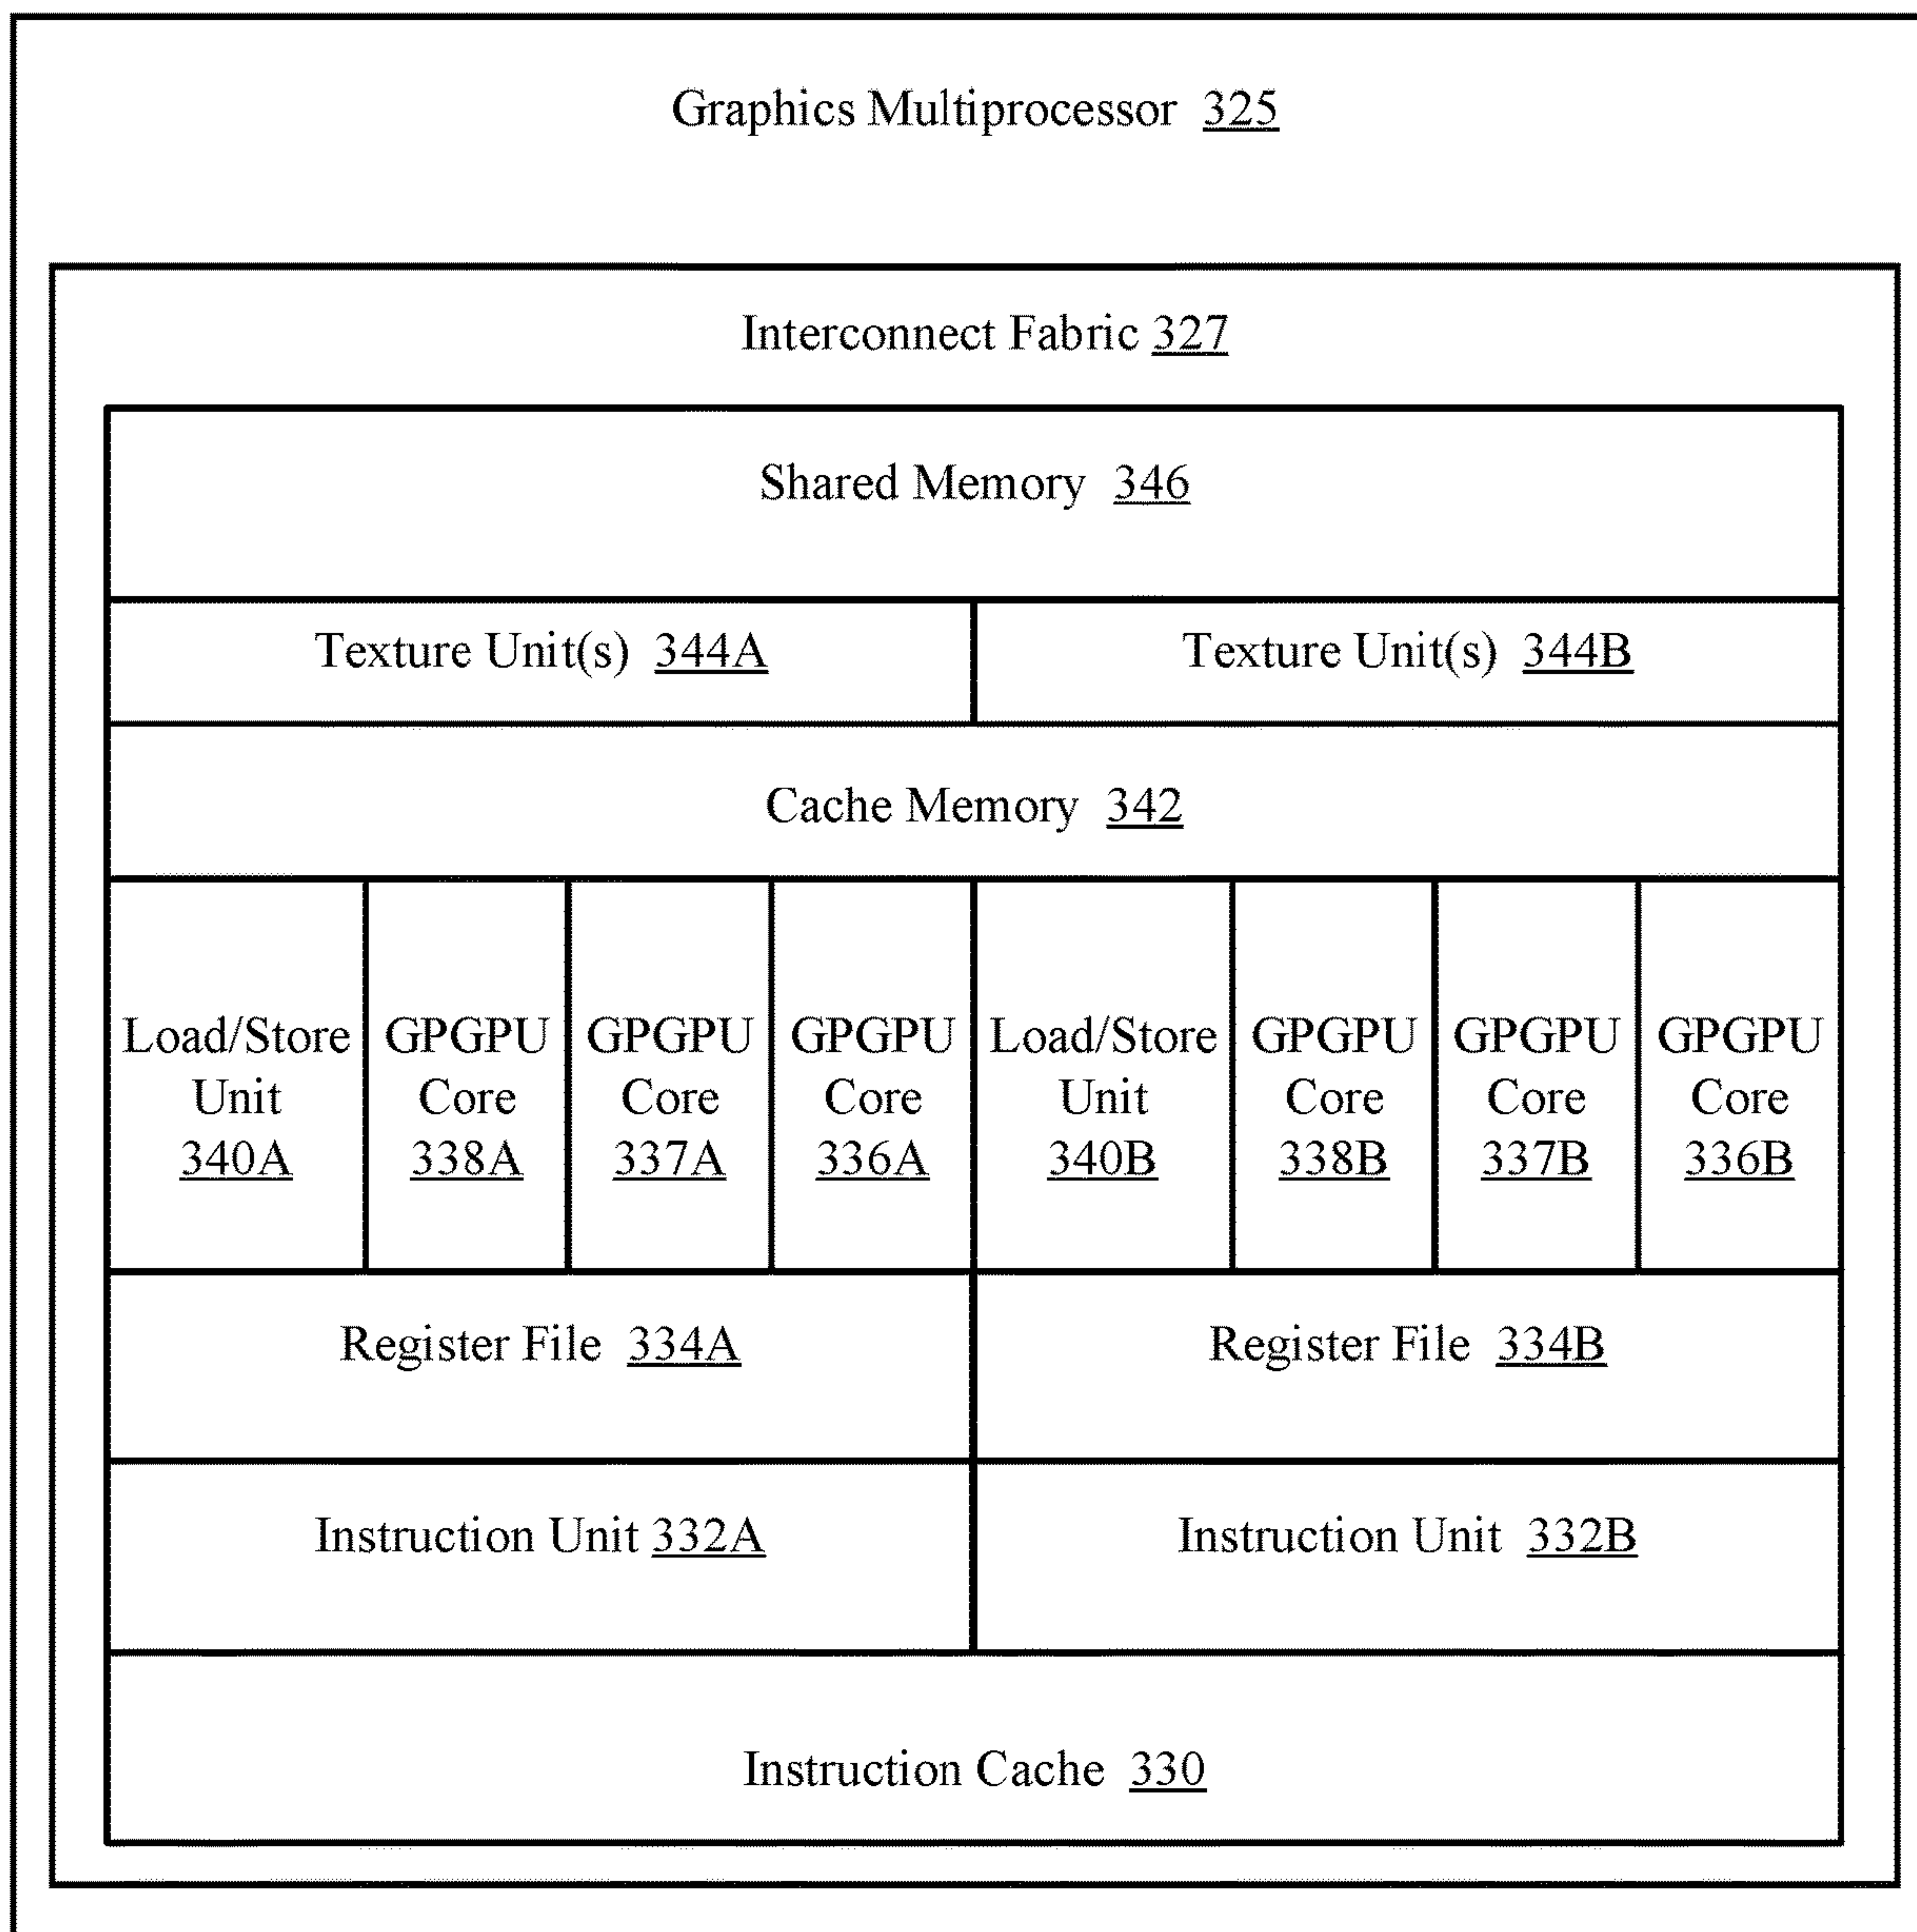 Graphics Multiprocessor 325
Interconnect Fabric 327
Shared Memory 346
Texture Unit(s) 344A
Texture Unit(s) 344B
Cache Memory 342
Load/Store
Unit
340A
GPGPU
Core
338A
GPGPU
Core
337A
GPGPU
Core
336A
Load/Store
Unit
340B
GPGPU
Core
338B
GPGPU
Core
337B
GPGPU
Core
336B
Register File 334A
Register File 334B
Instruction Unit 332A
Instruction Unit 332B
Instruction Cache 330